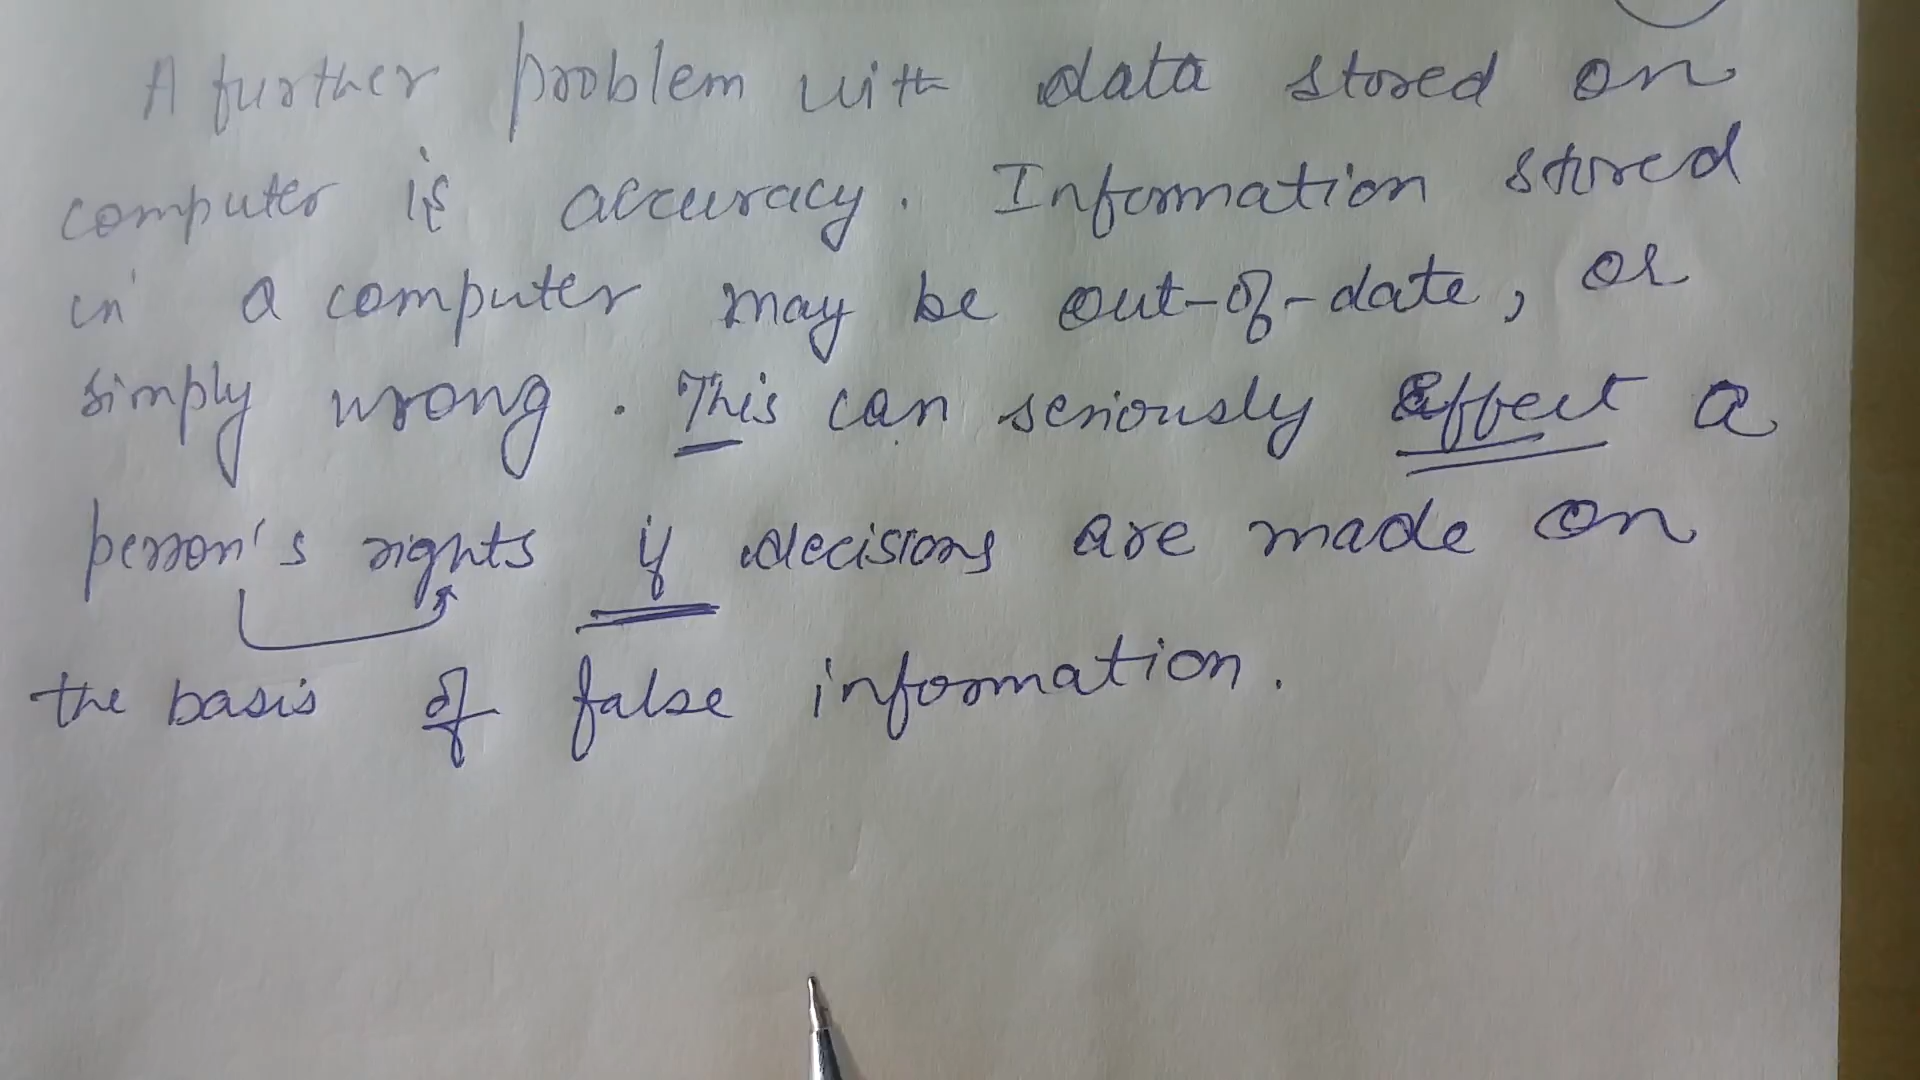 A further problem with data stored on
computer is accuracy. Information stored
in a computer may be out-of-date, or
simply wrong. This can seriously affect a
person's rights if decisions are made on
the basis of false information.